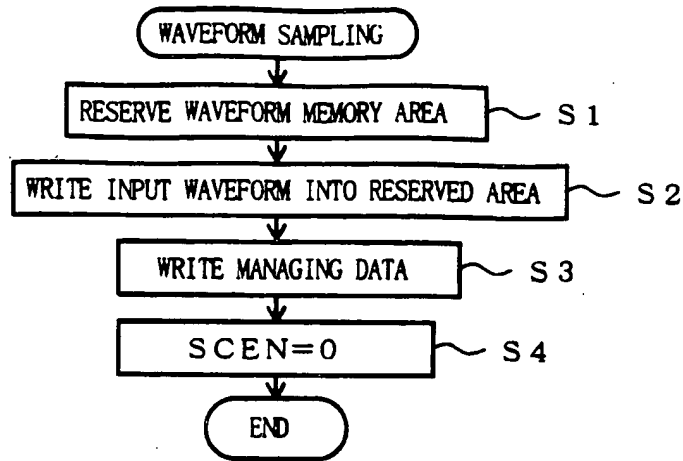 WAVEFORM SAMPLING
RESERVE WAVEFORM MEMORY AREA S1
WRITE INPUT WAVEFORM INTO RESERVED AREA S2
WRITE MANAGING DATA S3
SCEN=0 S4
END